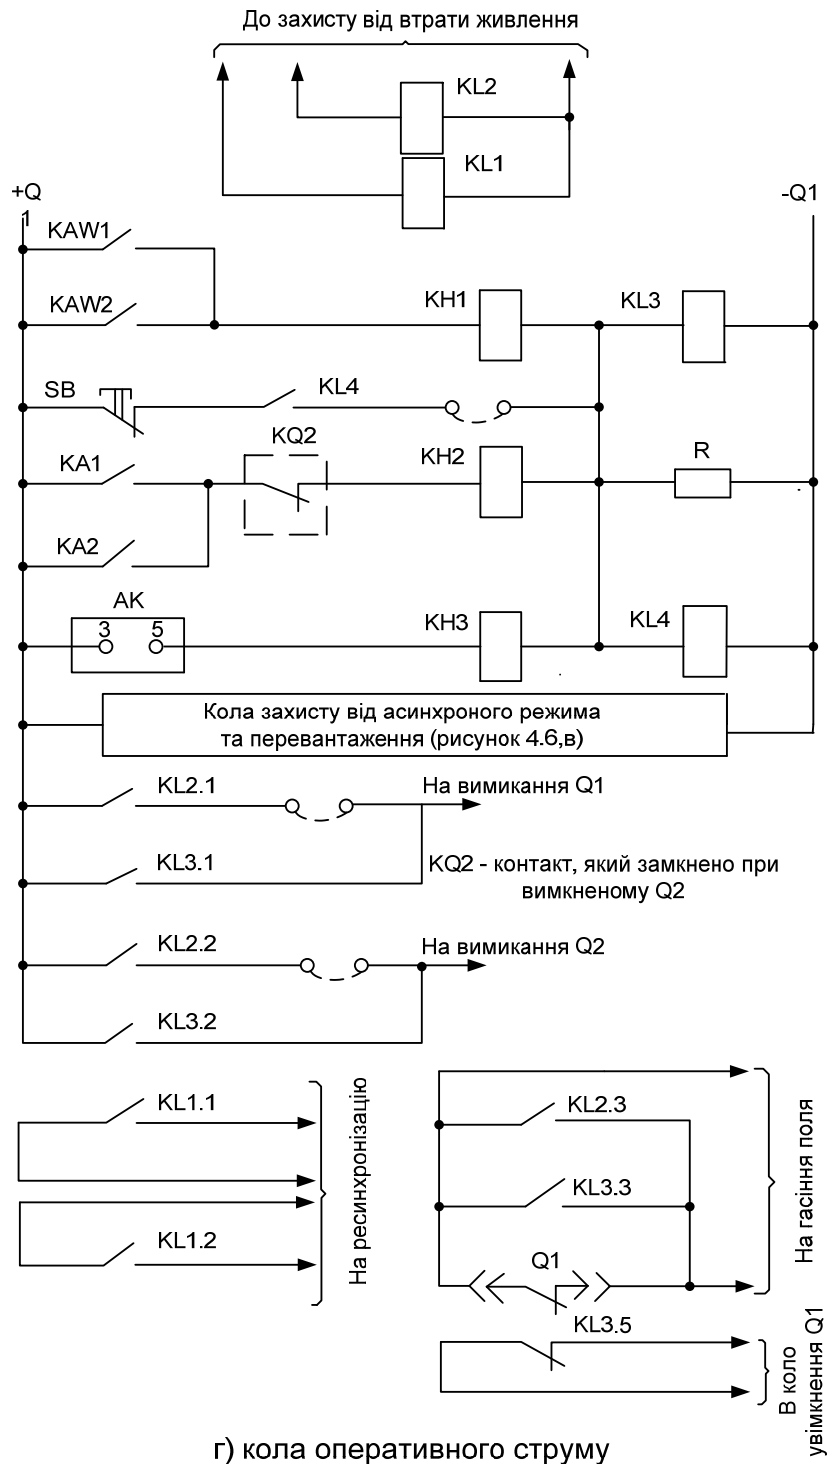 До захисту від втрати живлення
KL2
KL1
+Q
1
-Q1
KAW1
KAW2
KH1
KL3
SB
KL4
KQ2
KA1
KH2
R
KA2
AK
3 5
KH3
KL4
Кола захисту від асинхроного режима
та перевантаження (рисунок 4.6,в)
KL2.1
На вимикання Q1
KL3.1
KQ2 - контакт, який замкнено при
вимкненому Q2
KL2.2
На вимикання Q2
KL3.2
KL1.1
KL1.2
На ресинхронізацію
KL2.3
KL3.3
Q1
На гасіння поля
KL3.5
В коло
увімкнення Q1
г) кола оперативного струму